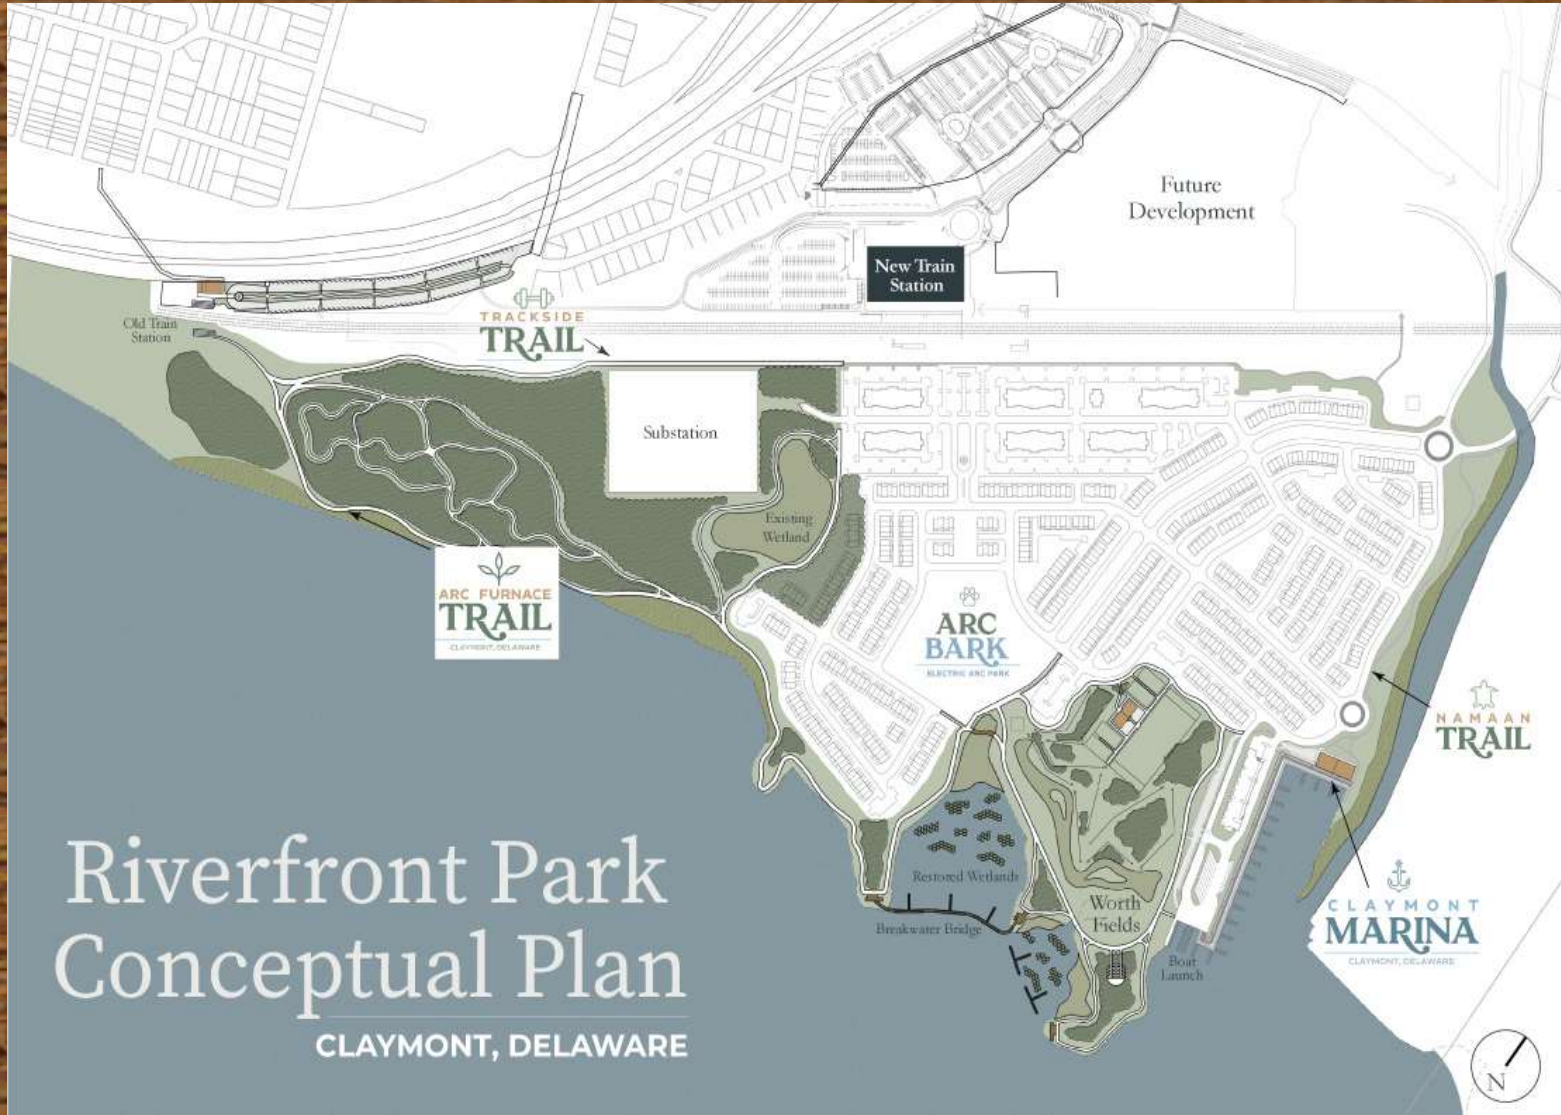 Future
Development
New Train
Station
Old Train
Station
TRACKSIDE
TRAIL
Substation
Existing
Wetland
ARC FURNACE
TRAIL
CLAYMONT, DELAWARE
ARC
BARK
ELECTRIC ARC PARK
NAMAAN
TRAIL
Restored Wetlands
Breakwater Bridge
Worth
Fields
Boat
Launch
CLAYMONT
MARINA
CLAYMONT, DELAWARE
Riverfront Park
Conceptual Plan
CLAYMONT, DELAWARE
N